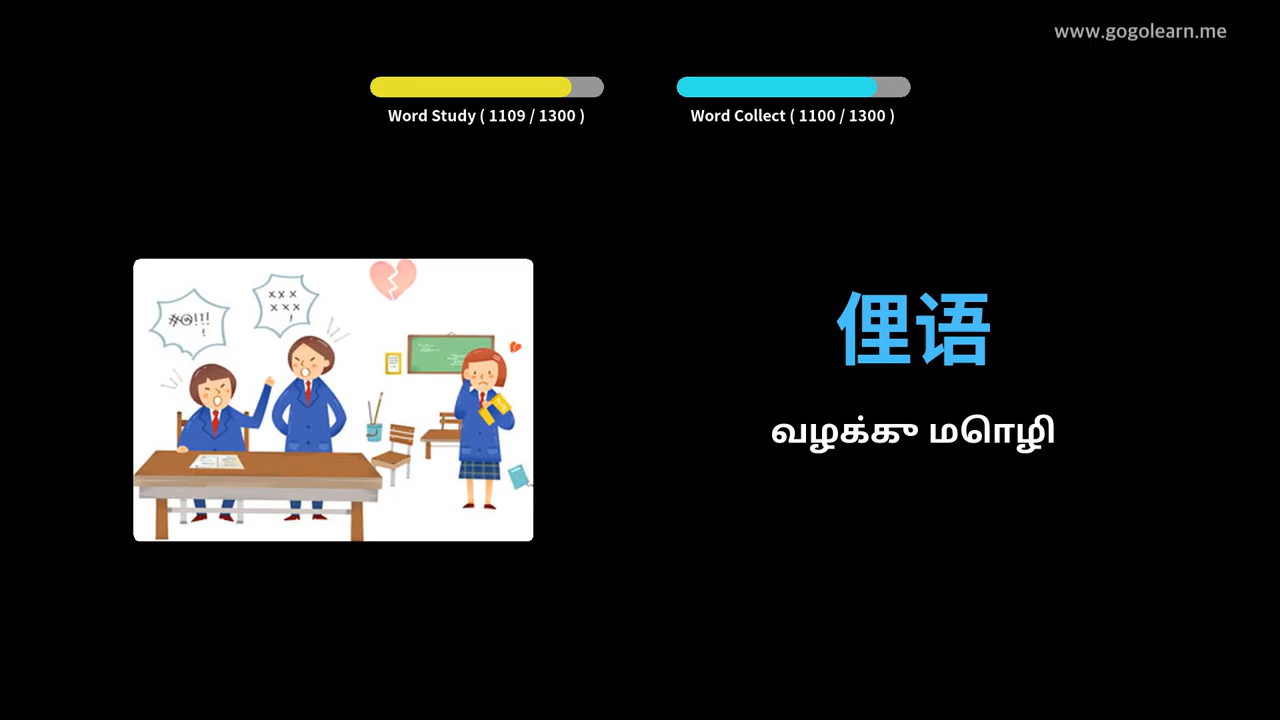 www.gogolearn.me
Word Study ( 1109 / 1300 )
Word Collect ( 1100 / 1300 )
#@!!!
!
x x x
x x x
!
俚语
வழக்கு மொழி